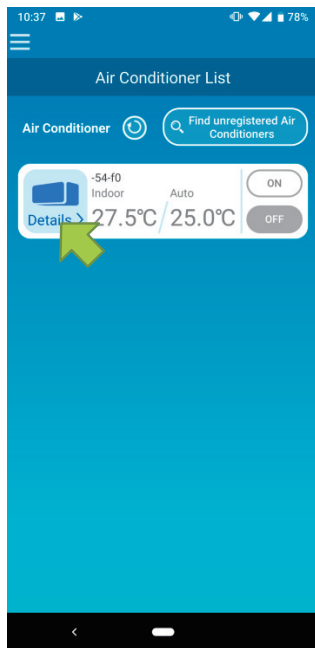 10:37 78%
Air Conditioner List
Air Conditioner
Find unregistered Air
Conditioners
-54-f0
Indoor Auto
ON
Details > 27.5℃ 25.0℃
OFF